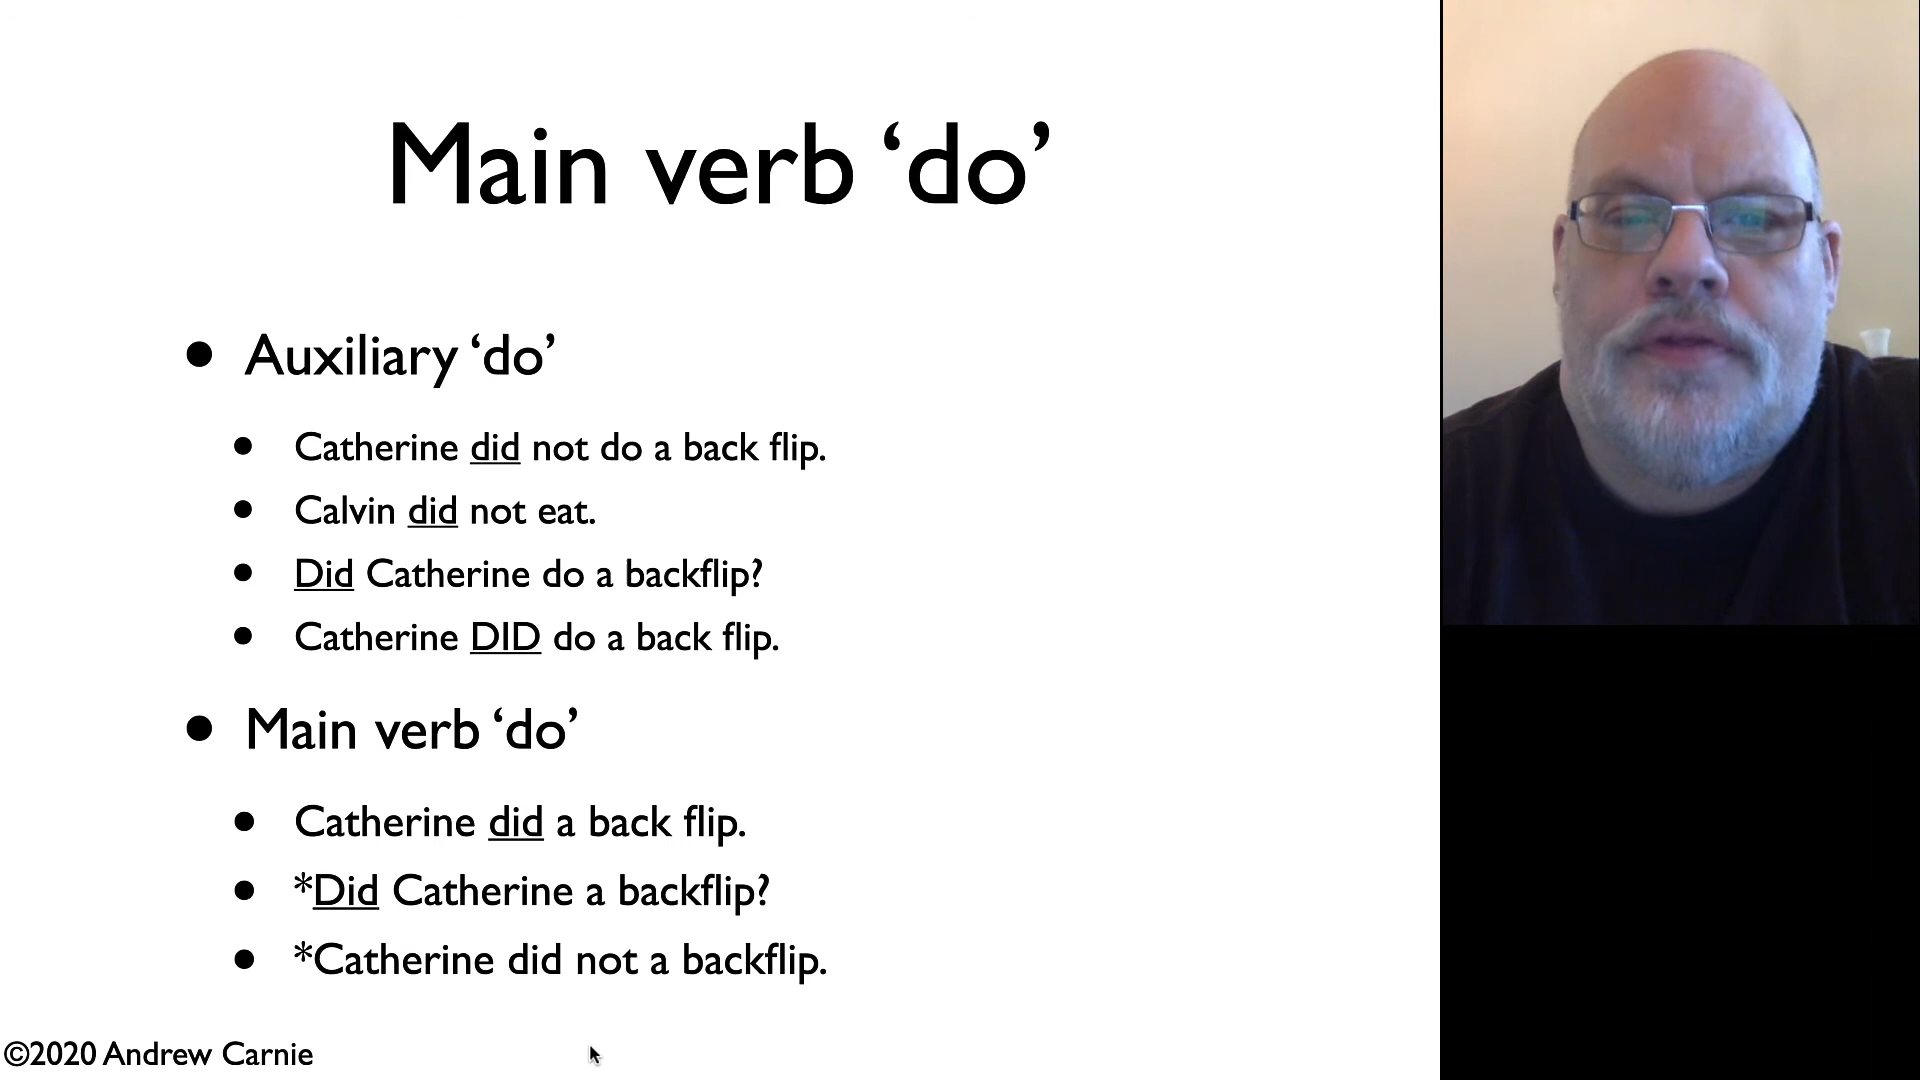 Main verb ‘do’
• Auxiliary ‘do’
• Catherine did not do a back flip.
• Calvin did not eat.
• Did Catherine do a backflip?
• Catherine DID do a back flip.
• Main verb ‘do’
• Catherine did a back flip.
• *Did Catherine a backflip?
• *Catherine did not a backflip.
©2020 Andrew Carnie